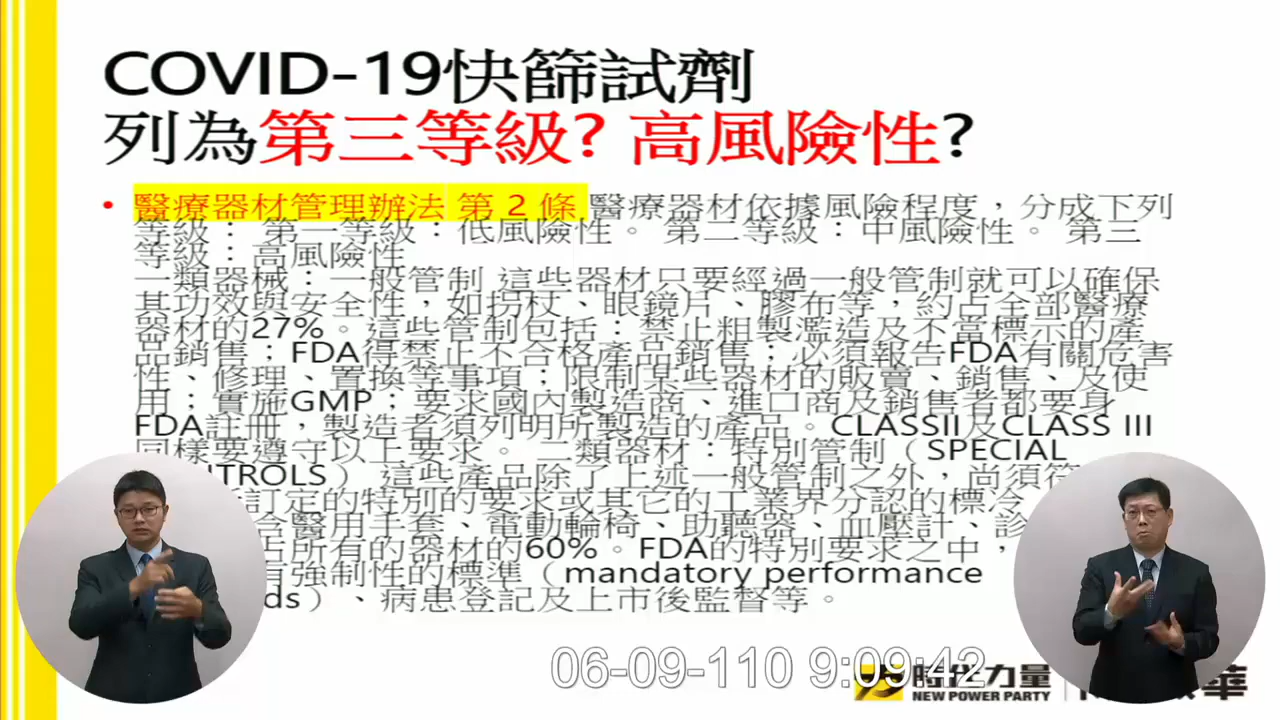 COVID-19快篩試劑
列為第三等級? 高風險性?
• 醫療器材管理辦法 第 2 條 醫療器材依據風險程度，分成下列
等級： 第一等級：低風險性。 第二等級：中風險性。 第三
等級：高風險性
一類器械：一般管制 這些器材只要經過一般管制就可以確保
其功效與安全性，如拐杖、眼鏡片、膠布等，約占全部醫療
器材的27%。這些管制包括：禁止粗製濫造及不當標示的產
品銷售；FDA得禁止不合格產品銷售；必須報告FDA有關危害
性、修理、置換等事項；限制某些器材的販賣、銷售、及使
用；實施GMP；要求國內製造商、進口商及銷售者都要身
FDA註冊，製造者須列明所製造的產品。CLASSII及CLASS III
同樣要遵守以上要求。二類器材：特別管制（SPECIAL
TROLS） 這些產品除了上述一般管制之外，尚須符
訂定的特別的要求或其它的工業界分認的標冷
含醫用手套、電動輪椅、助聽器、血壓計、診
占所有的器材的60%。FDA的特別要求之中，
有強制性的標準（mandatory performance
ds）、病患登記及上市後監督等。
06-09-110 9:09:42
時代力量
NEW POWER PARTY
華